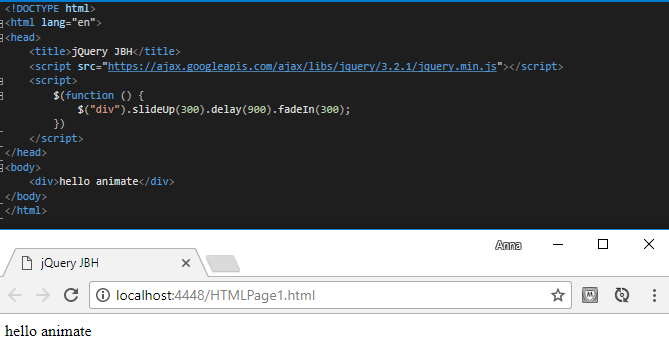 <!DOCTYPE html>
<html lang="en">
<head>
    <title>jQuery JBH</title>
    <script src="https://ajax.googleapis.com/ajax/libs/jquery/3.2.1/jquery.min.js"></script>
    <script>
        $(function () {
            $("div").slideUp(300).delay(900).fadeIn(300);
        })
    </script>
</head>
<body>
    <div>hello animate</div>
</body>
</html>
Anna
jQuery JBH
localhost:4448/HTMLPage1.html
hello animate